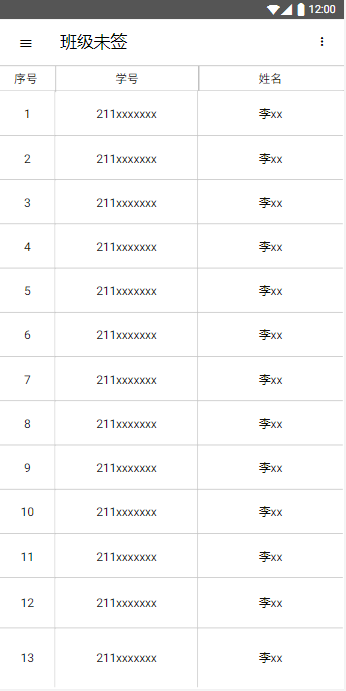 12:00
班级未签
序号 学号 姓名
1 211xxxxxxx 李xx
2 211xxxxxxx 李xx
3 211xxxxxxx 李xx
4 211xxxxxxx 李xx
5 211xxxxxxx 李xx
6 211xxxxxxx 李xx
7 211xxxxxxx 李xx
8 211xxxxxxx 李xx
9 211xxxxxxx 李xx
10 211xxxxxxx 李xx
11 211xxxxxxx 李xx
12 211xxxxxxx 李xx
13 211xxxxxxx 李xx